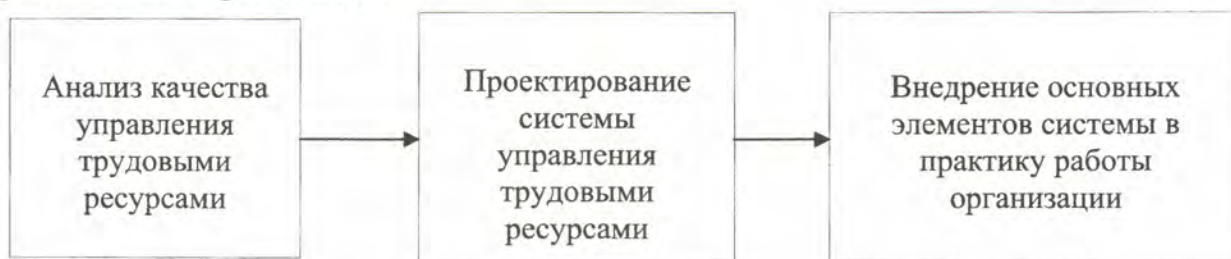 Анализ качества
управления
трудовыми
ресурсами
Проектирование
системы
управления
трудовыми
ресурсами
Внедрение основных
элементов системы в
практику работы
организации